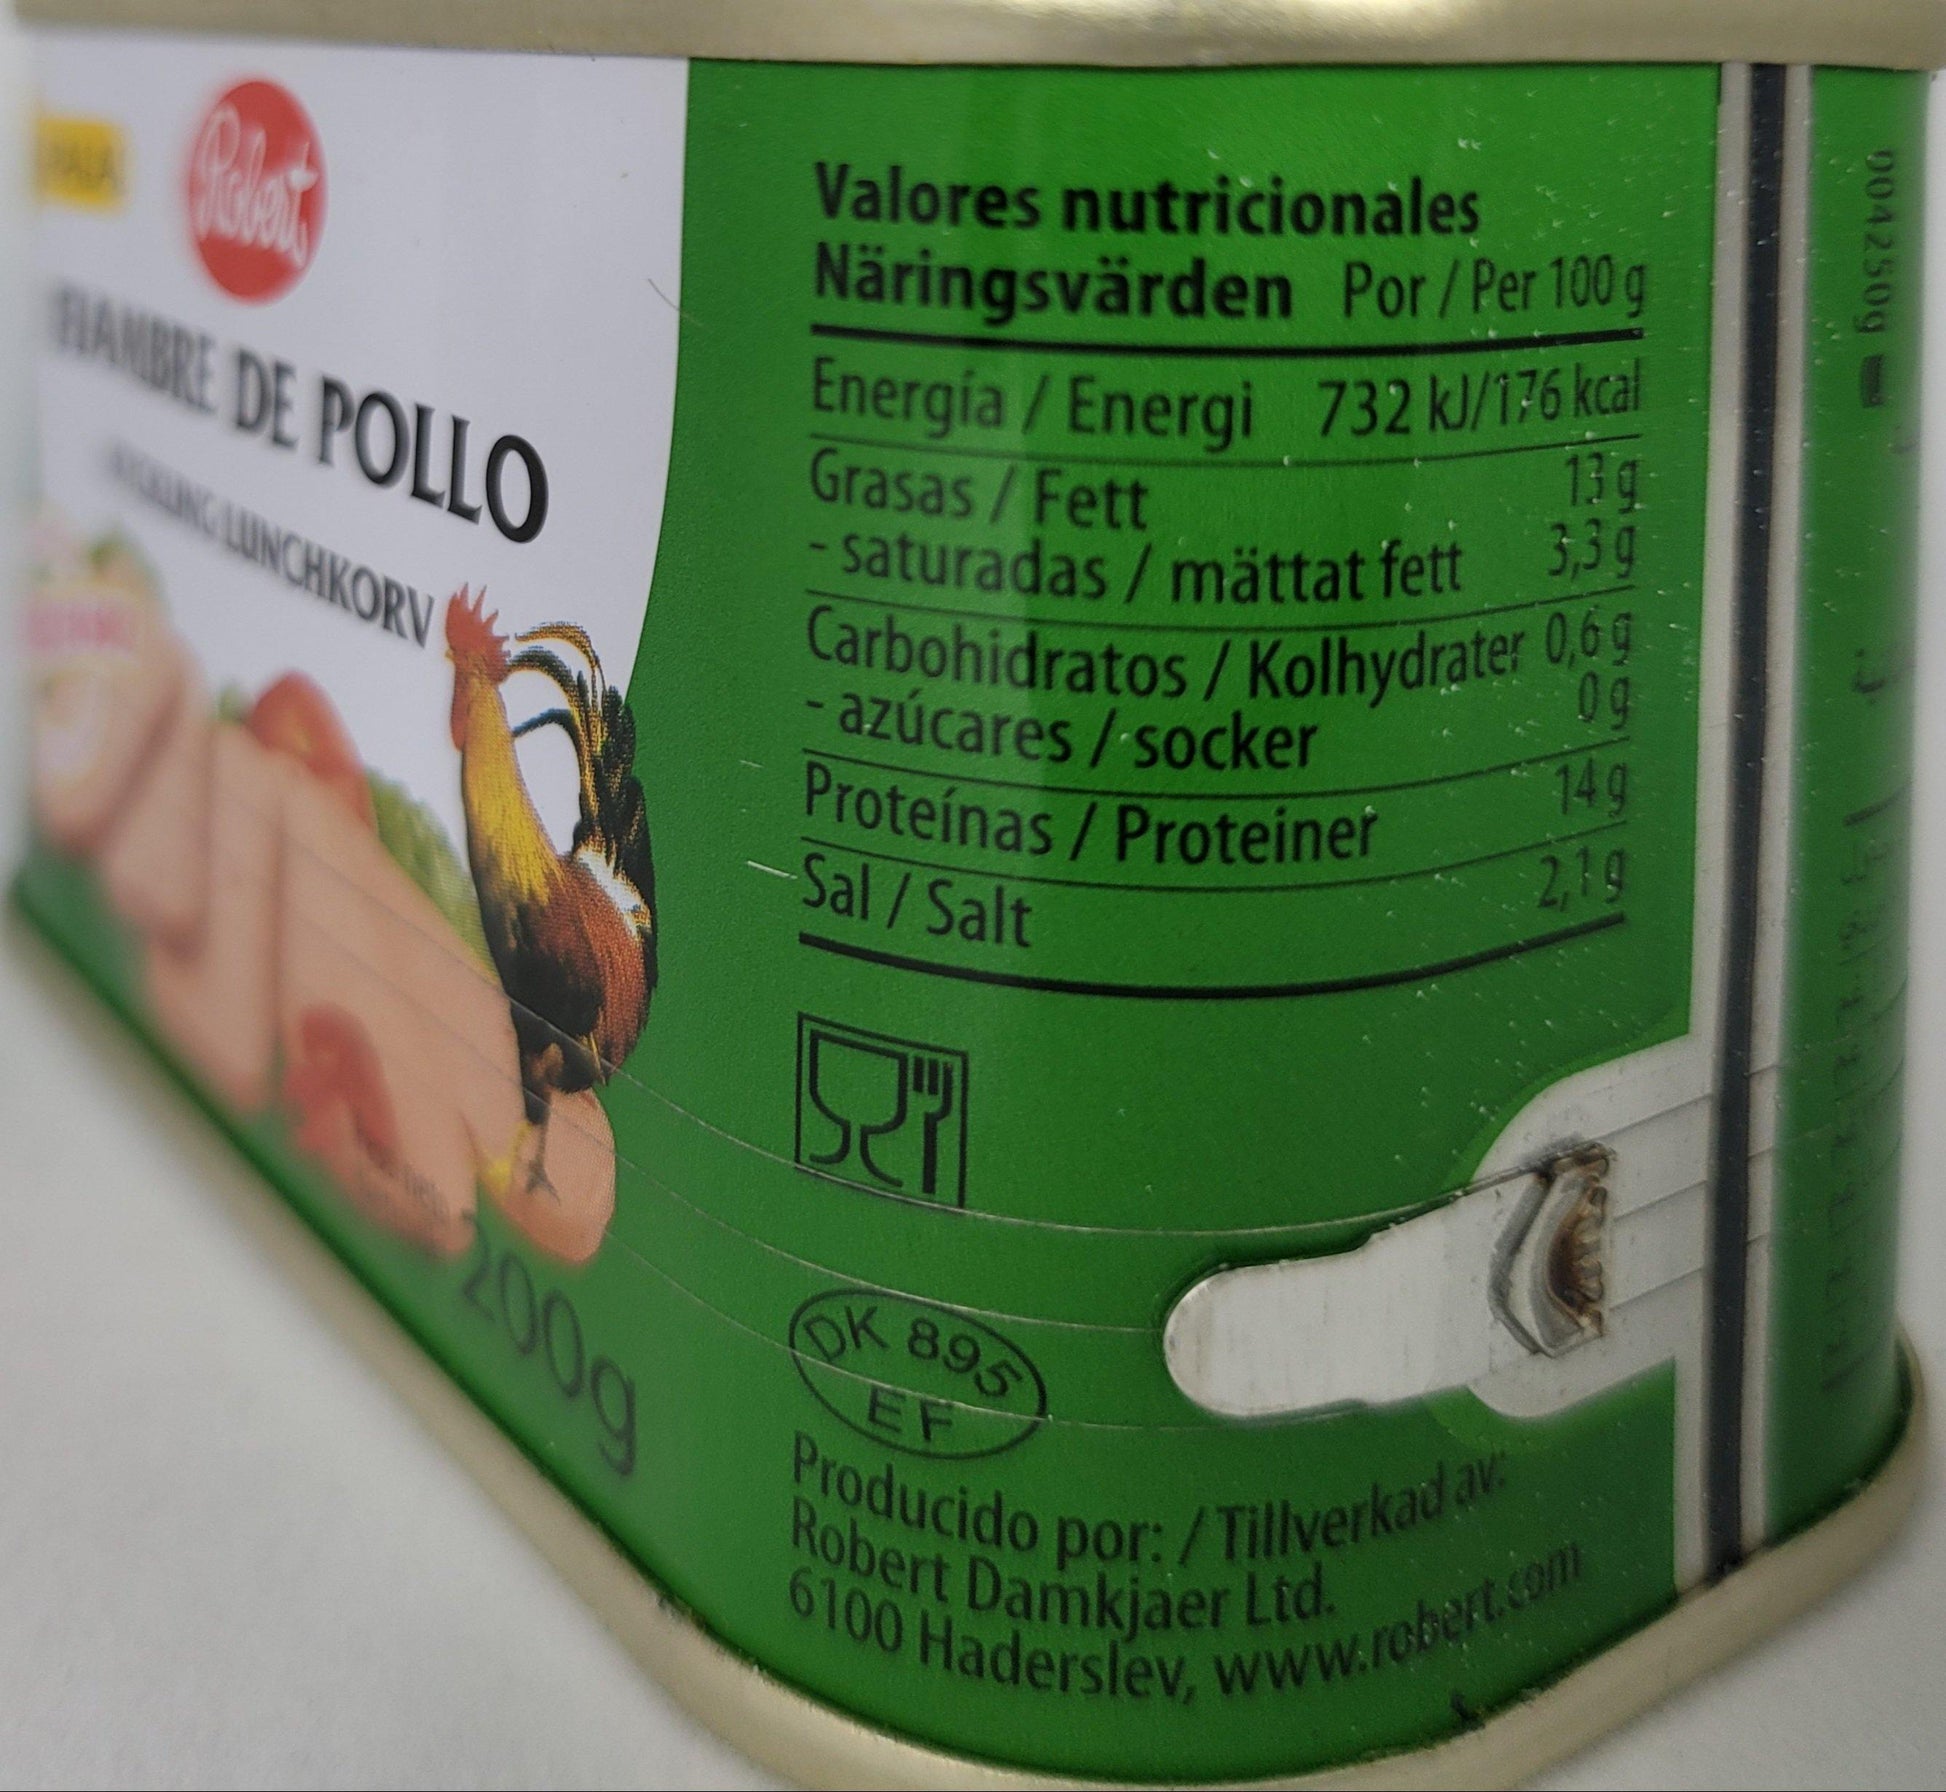 Robert
FIAMBRE DE POLLO
LUNCHKORV
200g
Valores nutricionales
Näringsvärden Por / Per 100 g
Energía / Energi 732 kJ/176 kcal
Grasas / Fett 13 g
- saturadas / mättat fett 3,3 g
Carbohidratos / Kolhydrater 0,6 g
- azúcares / socker 0 g
Proteínas / Proteiner 14 g
Sal / Salt 2,1 g
DK 895
EF
Producido por: / Tillverkad av:
Robert Damkjaer Ltd.
6100 Haderslev, www.robert.com